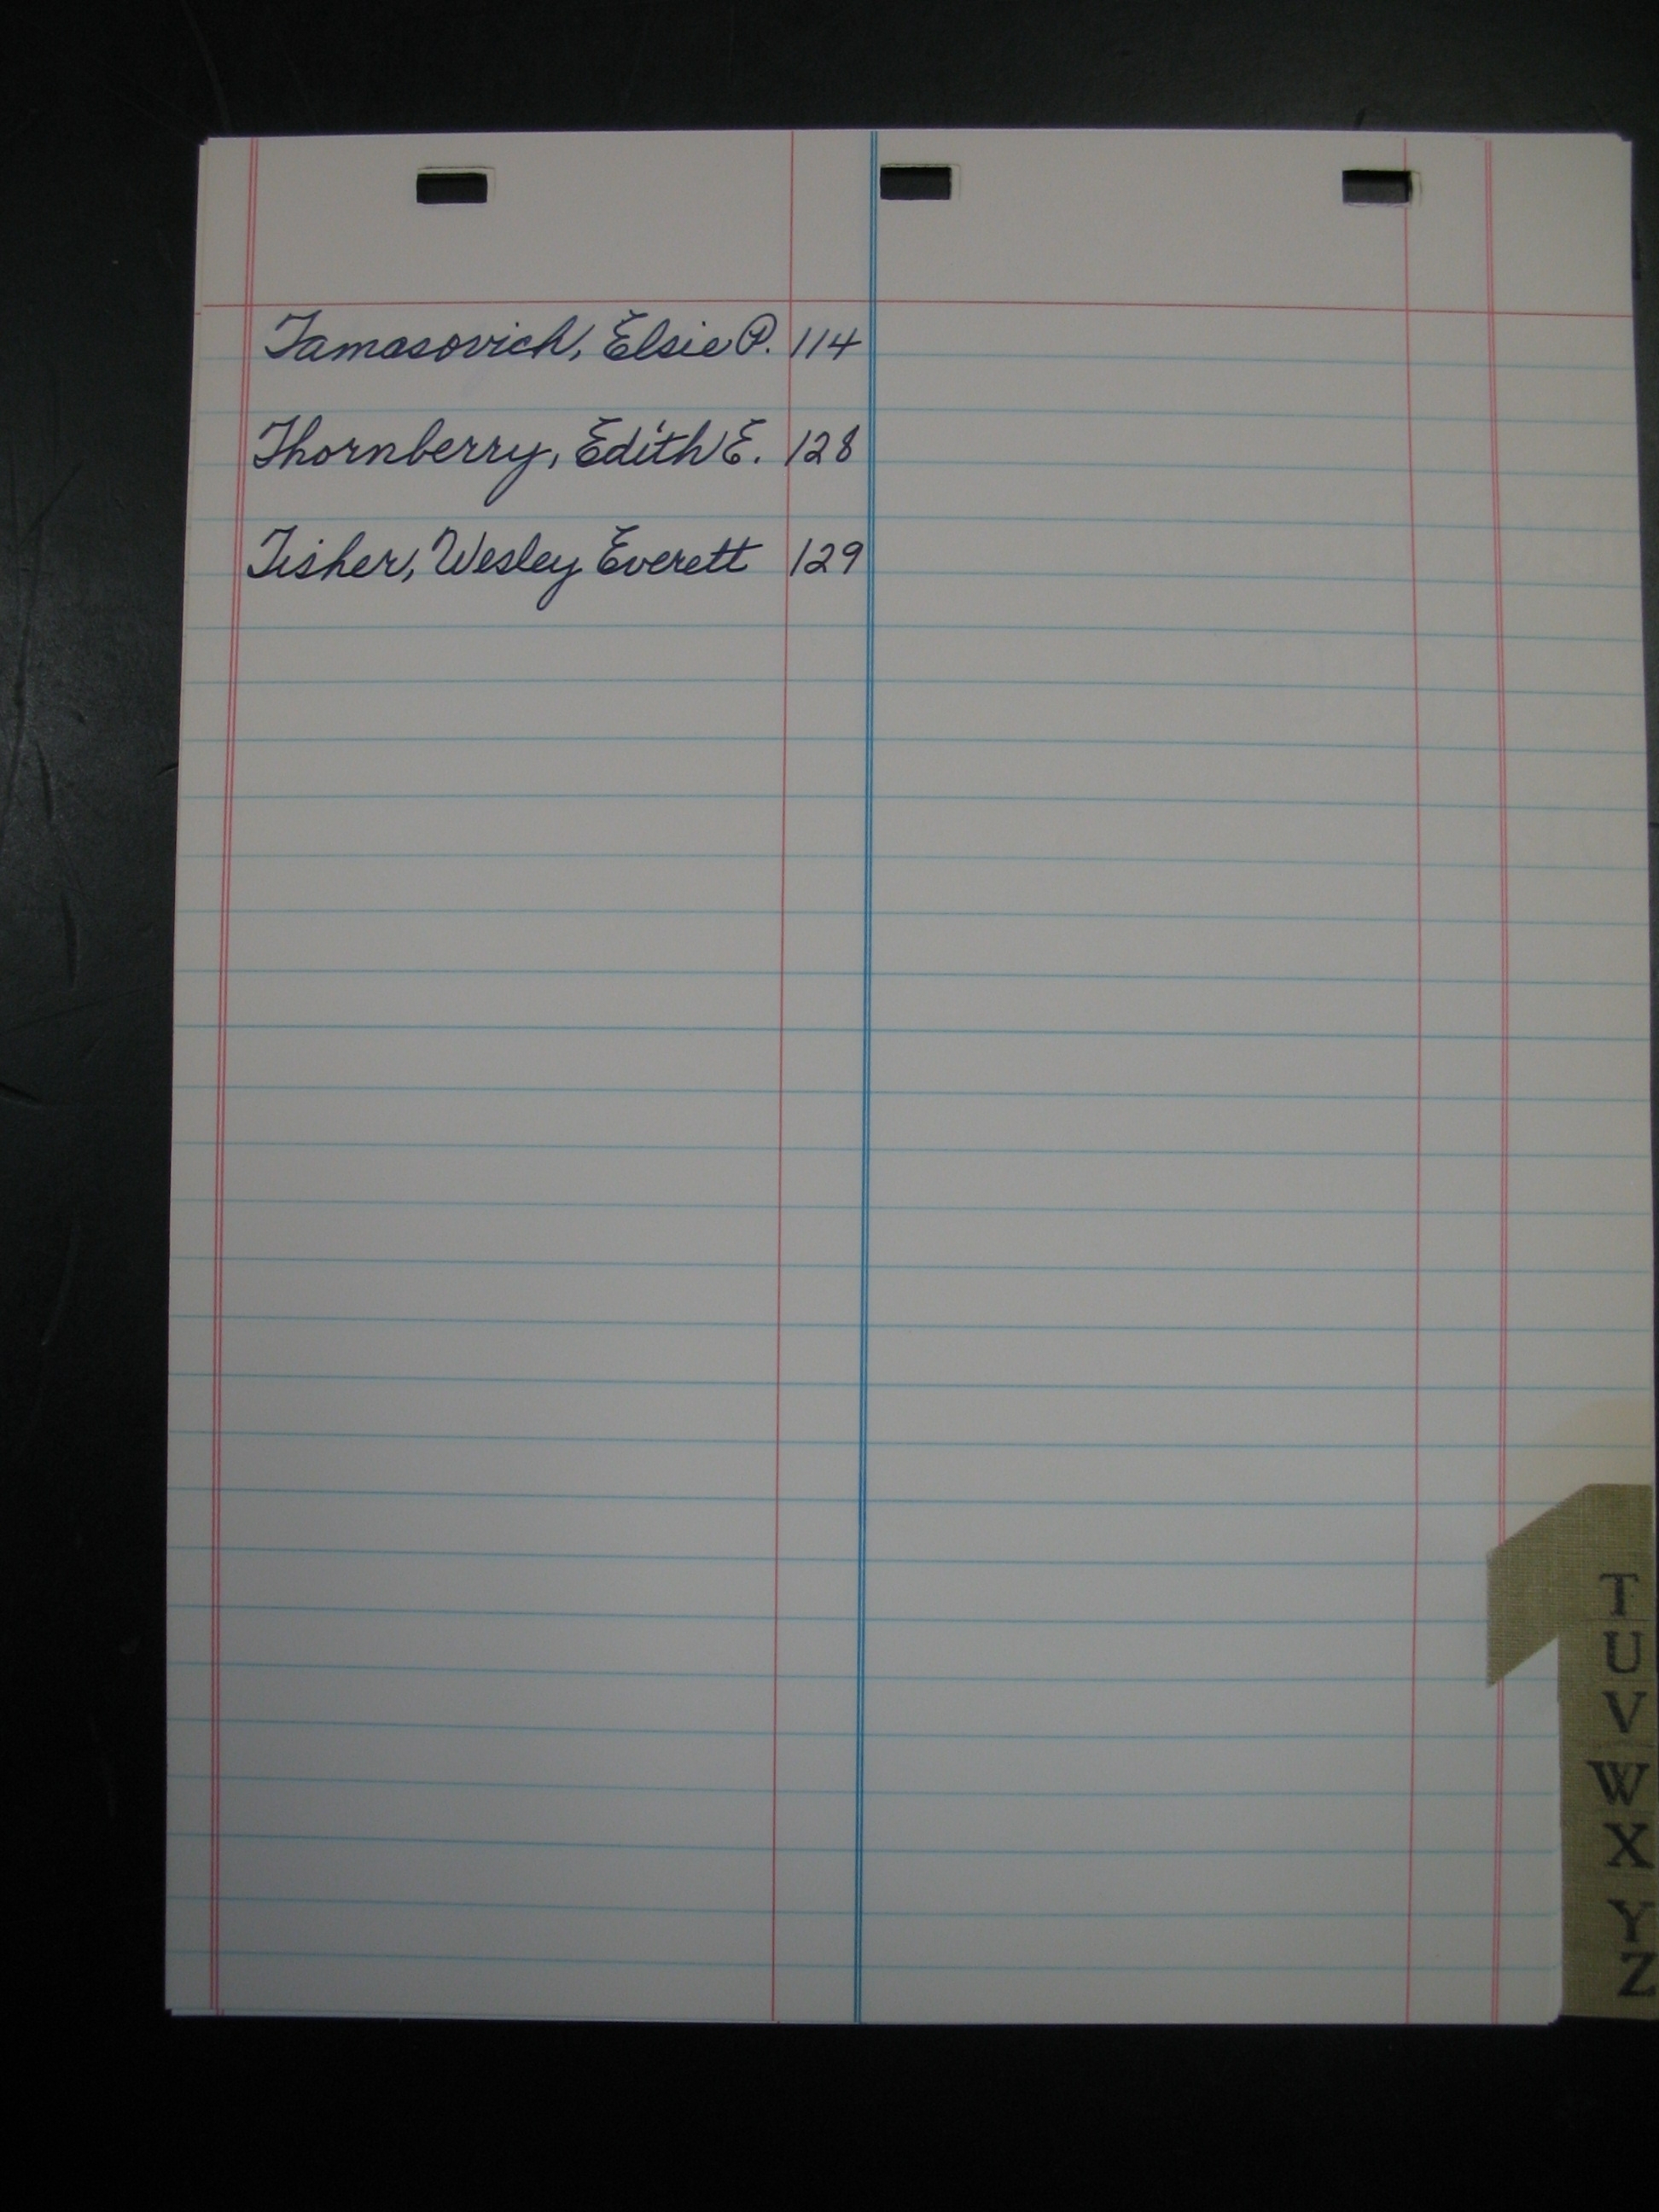 Tamasovich, Elsie P. 114
Thornberry, Edith E. 128
Tisher, Wesley Everett 129
T
U
V
W
X
Y
Z